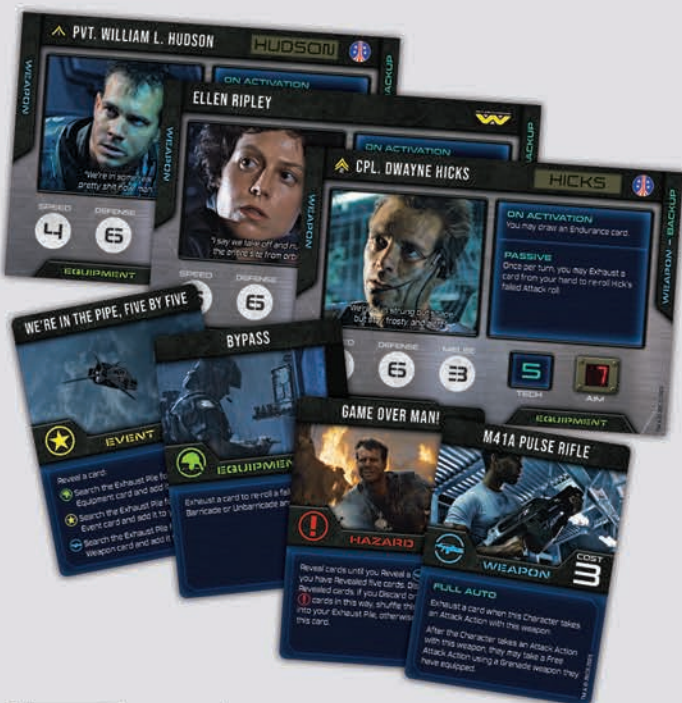 PVT. WILLIAM L. HUDSON
HUDSON
WEAPON
BACKUP
ON ACTIVATION
"We're in some
pretty shit now, man
SPEED
DEFENSE
4
6
EQUIPMENT
ELLEN RIPLEY
WEAPON
BACKUP
ON ACTIVATION
"I say we take off and nu
the entire site from orb
SPEED
DEFENSE
6
CPL. DWAYNE HICKS
HICKS
WEAPON
WEAPON - BACKUP
ON ACTIVATION
You may draw an Endurance card.
PASSIVE
Once per turn, you may Exhaust a
card from your hand to re-roll Hick's
failed Attack roll.
DEFENSE
MELEE
6
3
5
TECH
7
AIM
EQUIPMENT
WE'RE IN THE PIPE, FIVE BY FIVE
EVENT
Reveal a card:
Search the Exhaust Pile fo
Equipment card and add i
Search the Exhaust Pile f
Event card and add it to
Search the Exhaust Pile f
Weapon card and add it
BYPASS
EQUIPMEN
Exhaust a card to re-roll a fail
Barricade or Unbarricade an
GAME OVER MAN!
HAZARD
Reveal cards until you Reveal a
you have Revealed five cards. Dis
Revealed cards. If you Discard on
cards in this way, shuffle this
into your Exhaust Pile, otherwise
this card.
M41A PULSE RIFLE
WEAPON
COST
3
FULL AUTO
Exhaust a card when this Character takes
an Attack Action with this weapon.
After the Character takes an Attack Action
with this weapon, they may take a Free
Attack Action using a Grenade weapon they
have equipped.